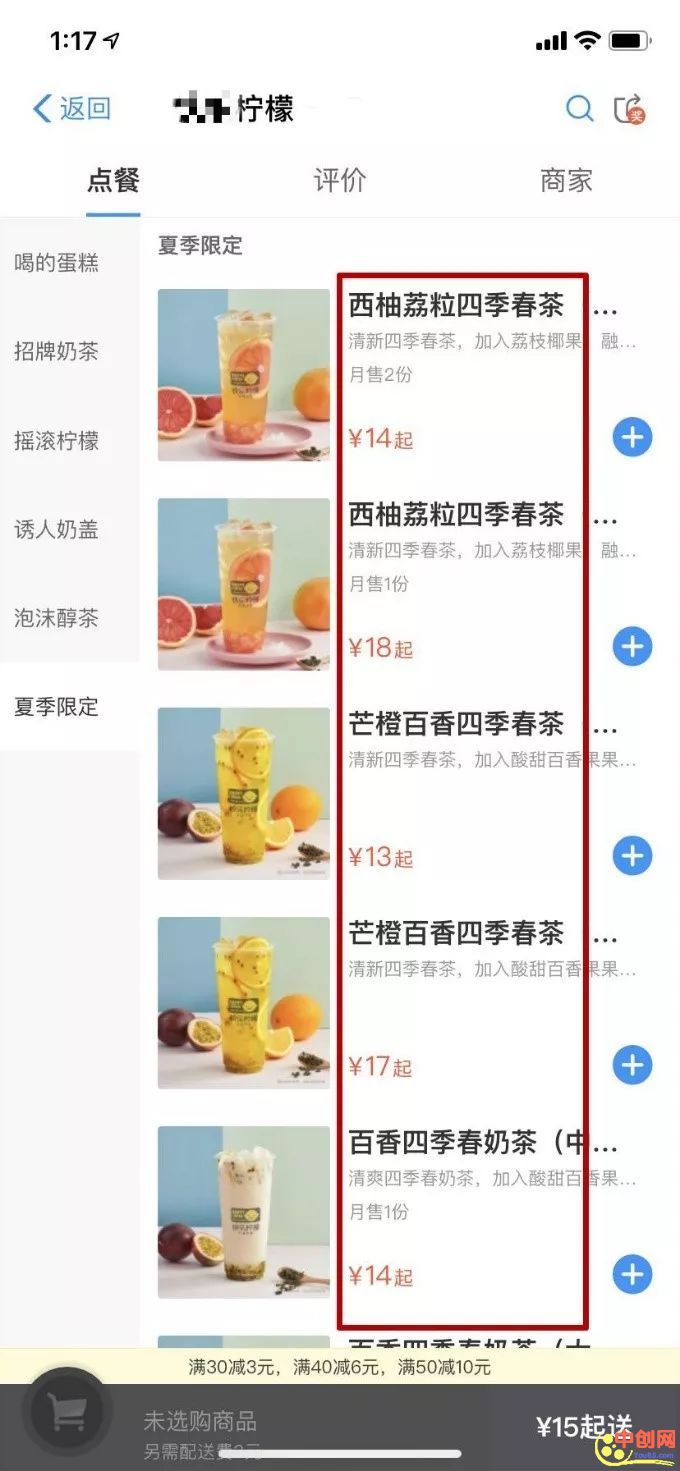 1:17
返回
柠檬
奖
点餐
评价
商家
喝的蛋糕
招牌奶茶
摇滚柠檬
诱人奶盖
泡沫醇茶
夏季限定
夏季限定
西柚荔粒四季春茶 ...
清新四季春茶，加入荔枝椰果 融...
月售2份
¥14起
西柚荔粒四季春茶 ...
清新四季春茶，加入荔枝椰果 融...
月售1份
¥18起
芒橙百香四季春茶 ...
清新四季春茶，加入酸甜百香果果...
¥13起
芒橙百香四季春茶 ...
清新四季春茶，加入酸甜百香果果...
¥17起
百香四季春奶茶（中...
清爽四季春奶茶，加入酸甜百香果...
月售1份
¥14起
百香四季春奶茶（大
满30减3元，满40减6元，满50减10元
未选购商品
另需配送费
¥15起送
中创网